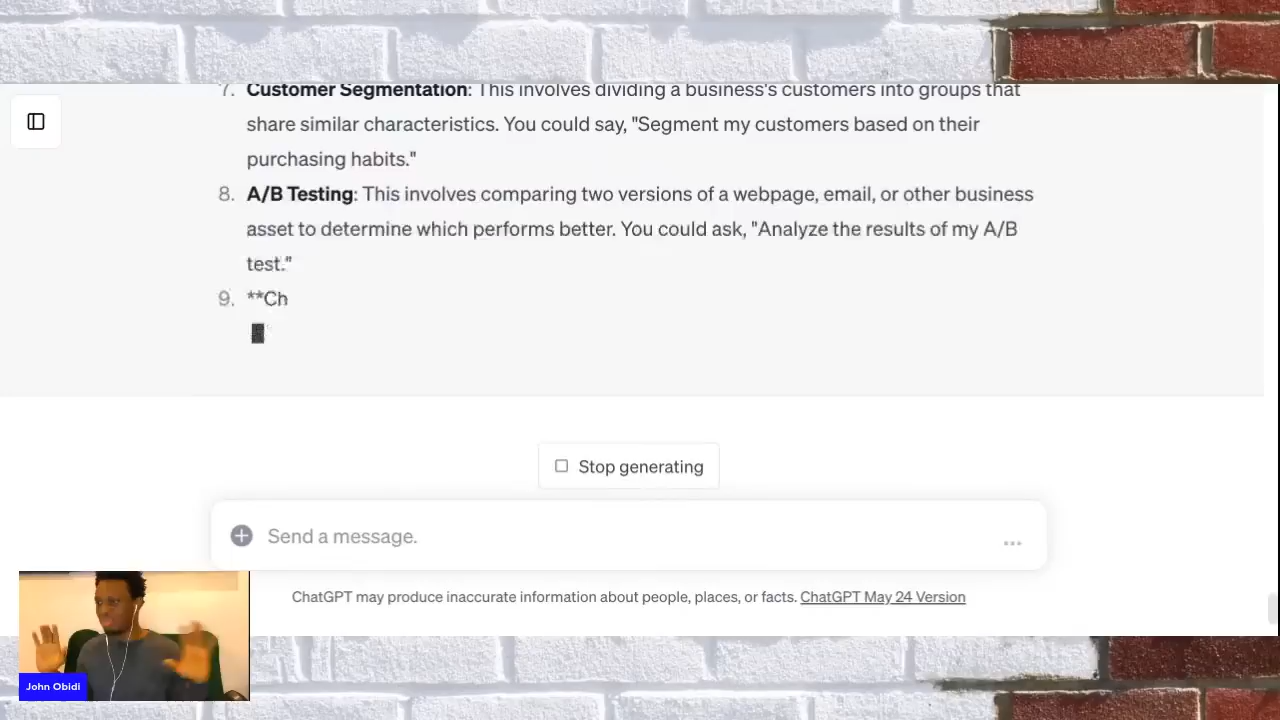 7. Customer Segmentation: This involves dividing a business's customers into groups that
share similar characteristics. You could say, "Segment my customers based on their
purchasing habits."
8. A/B Testing: This involves comparing two versions of a webpage, email, or other business
asset to determine which performs better. You could ask, "Analyze the results of my A/B
test."
9. **Ch
Stop generating
Send a message.
ChatGPT may produce inaccurate information about people, places, or facts. ChatGPT May 24 Version
John Obidi